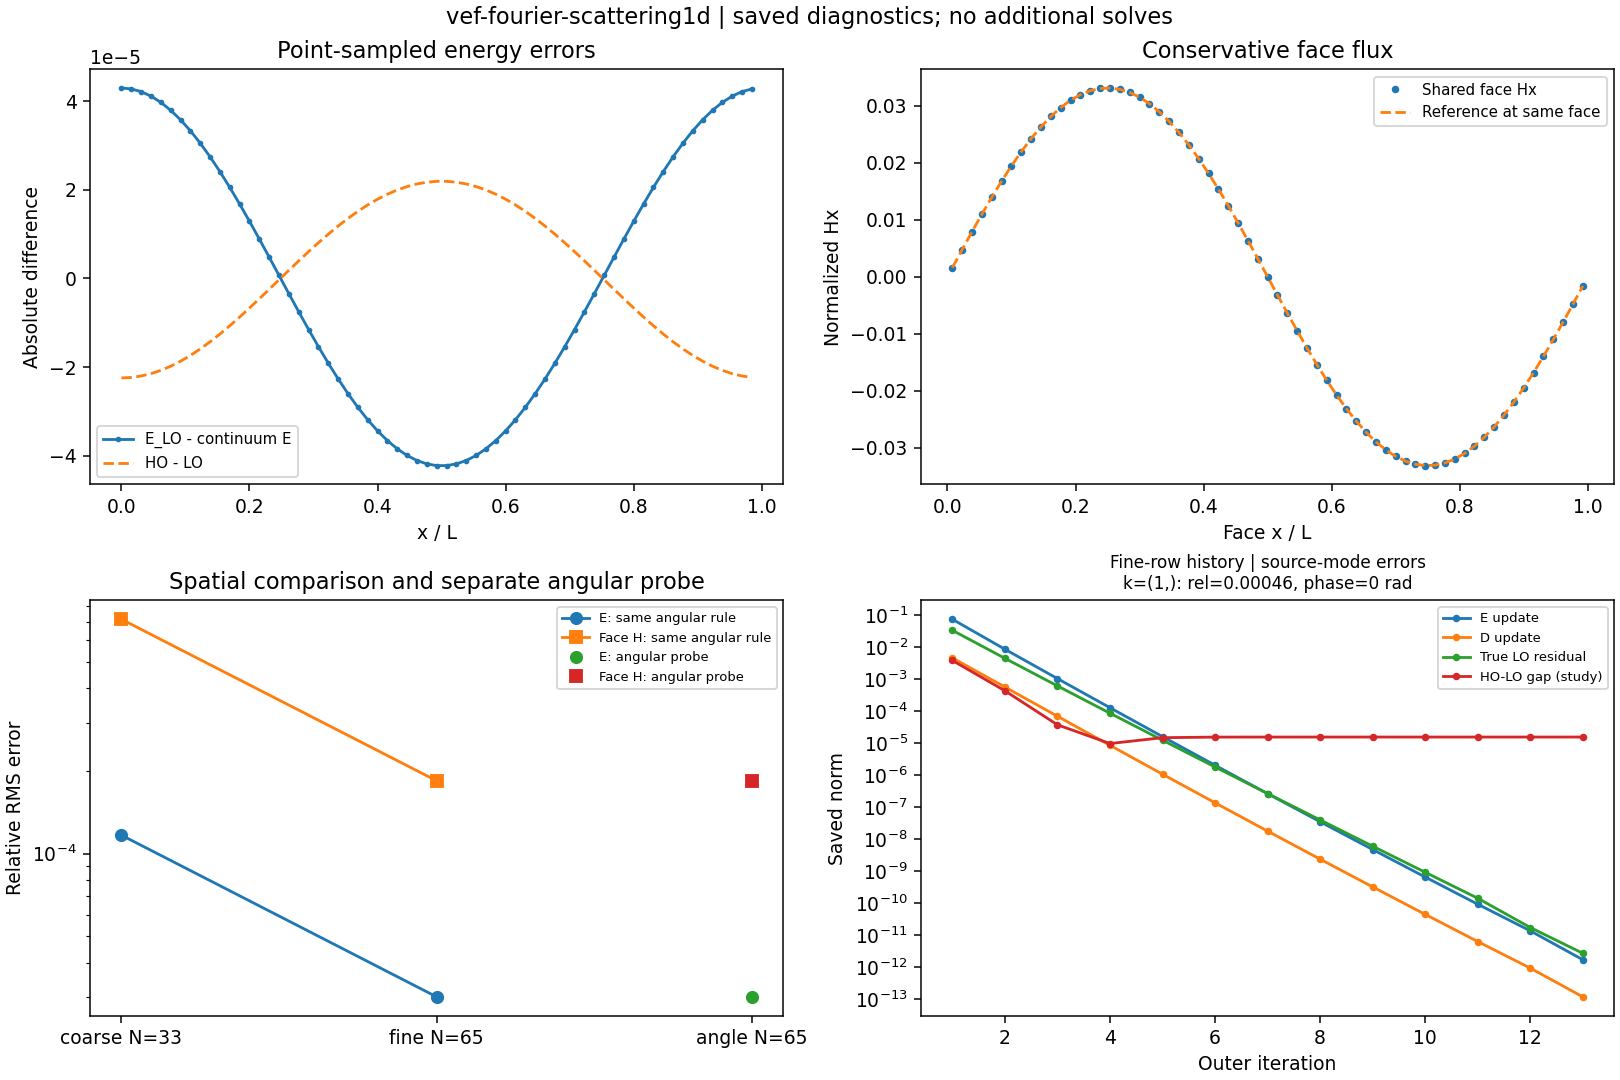 vef-fourier-scattering1d | saved diagnostics; no additional solves
Point-sampled energy errors
1e−5
4
2
0
−2
−4
Absolute difference
E_LO - continuum E
HO - LO
0.0 0.2 0.4 0.6 0.8 1.0
x / L
Conservative face flux
0.03
0.02
0.01
0.00
−0.01
−0.02
−0.03
Normalized Hx
Shared face Hx
Reference at same face
0.0 0.2 0.4 0.6 0.8 1.0
Face x / L
Spatial comparison and separate angular probe
10⁻⁴
Relative RMS error
E: same angular rule
Face H: same angular rule
E: angular probe
Face H: angular probe
coarse N=33 fine N=65 angle N=65
Fine-row history | source-mode errors
k=(1,): rel=0.00046, phase=0 rad
10⁻¹
10⁻²
10⁻³
10⁻⁴
10⁻⁵
10⁻⁶
10⁻⁷
10⁻⁸
10⁻⁹
10⁻¹⁰
10⁻¹¹
10⁻¹²
10⁻¹³
Saved norm
E update
D update
True LO residual
HO-LO gap (study)
2 4 6 8 10 12
Outer iteration